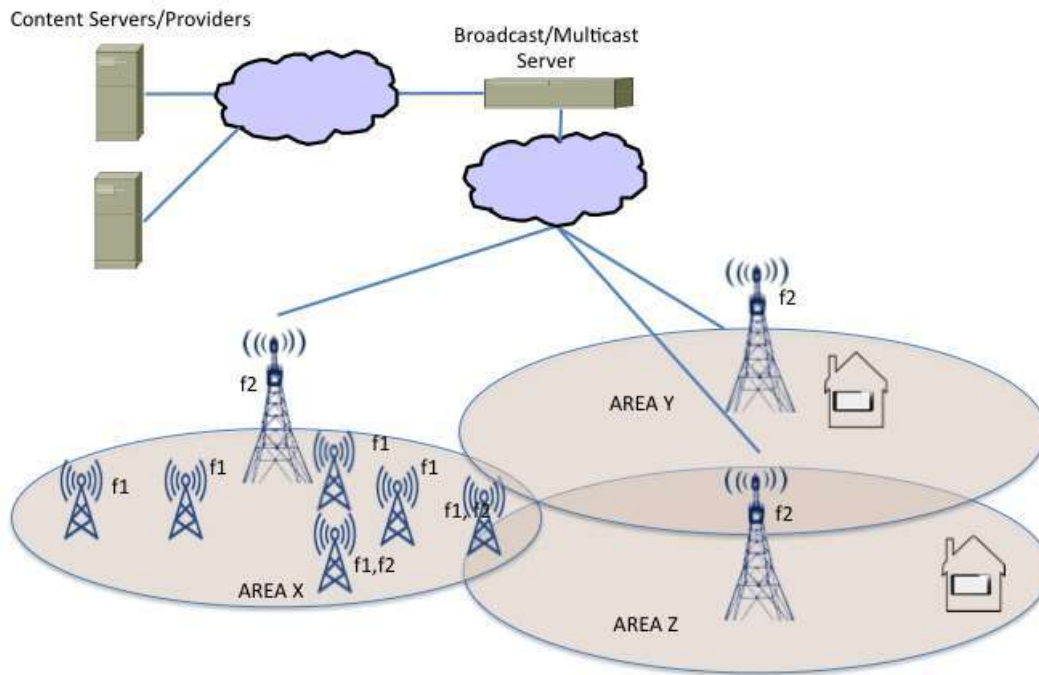 Content Servers/Providers
Broadcast/Multicast
Server
f2
f2
AREA Y
f1
f1
f1
f1
f1, f2
f2
f1,f2
AREA X
AREA Z